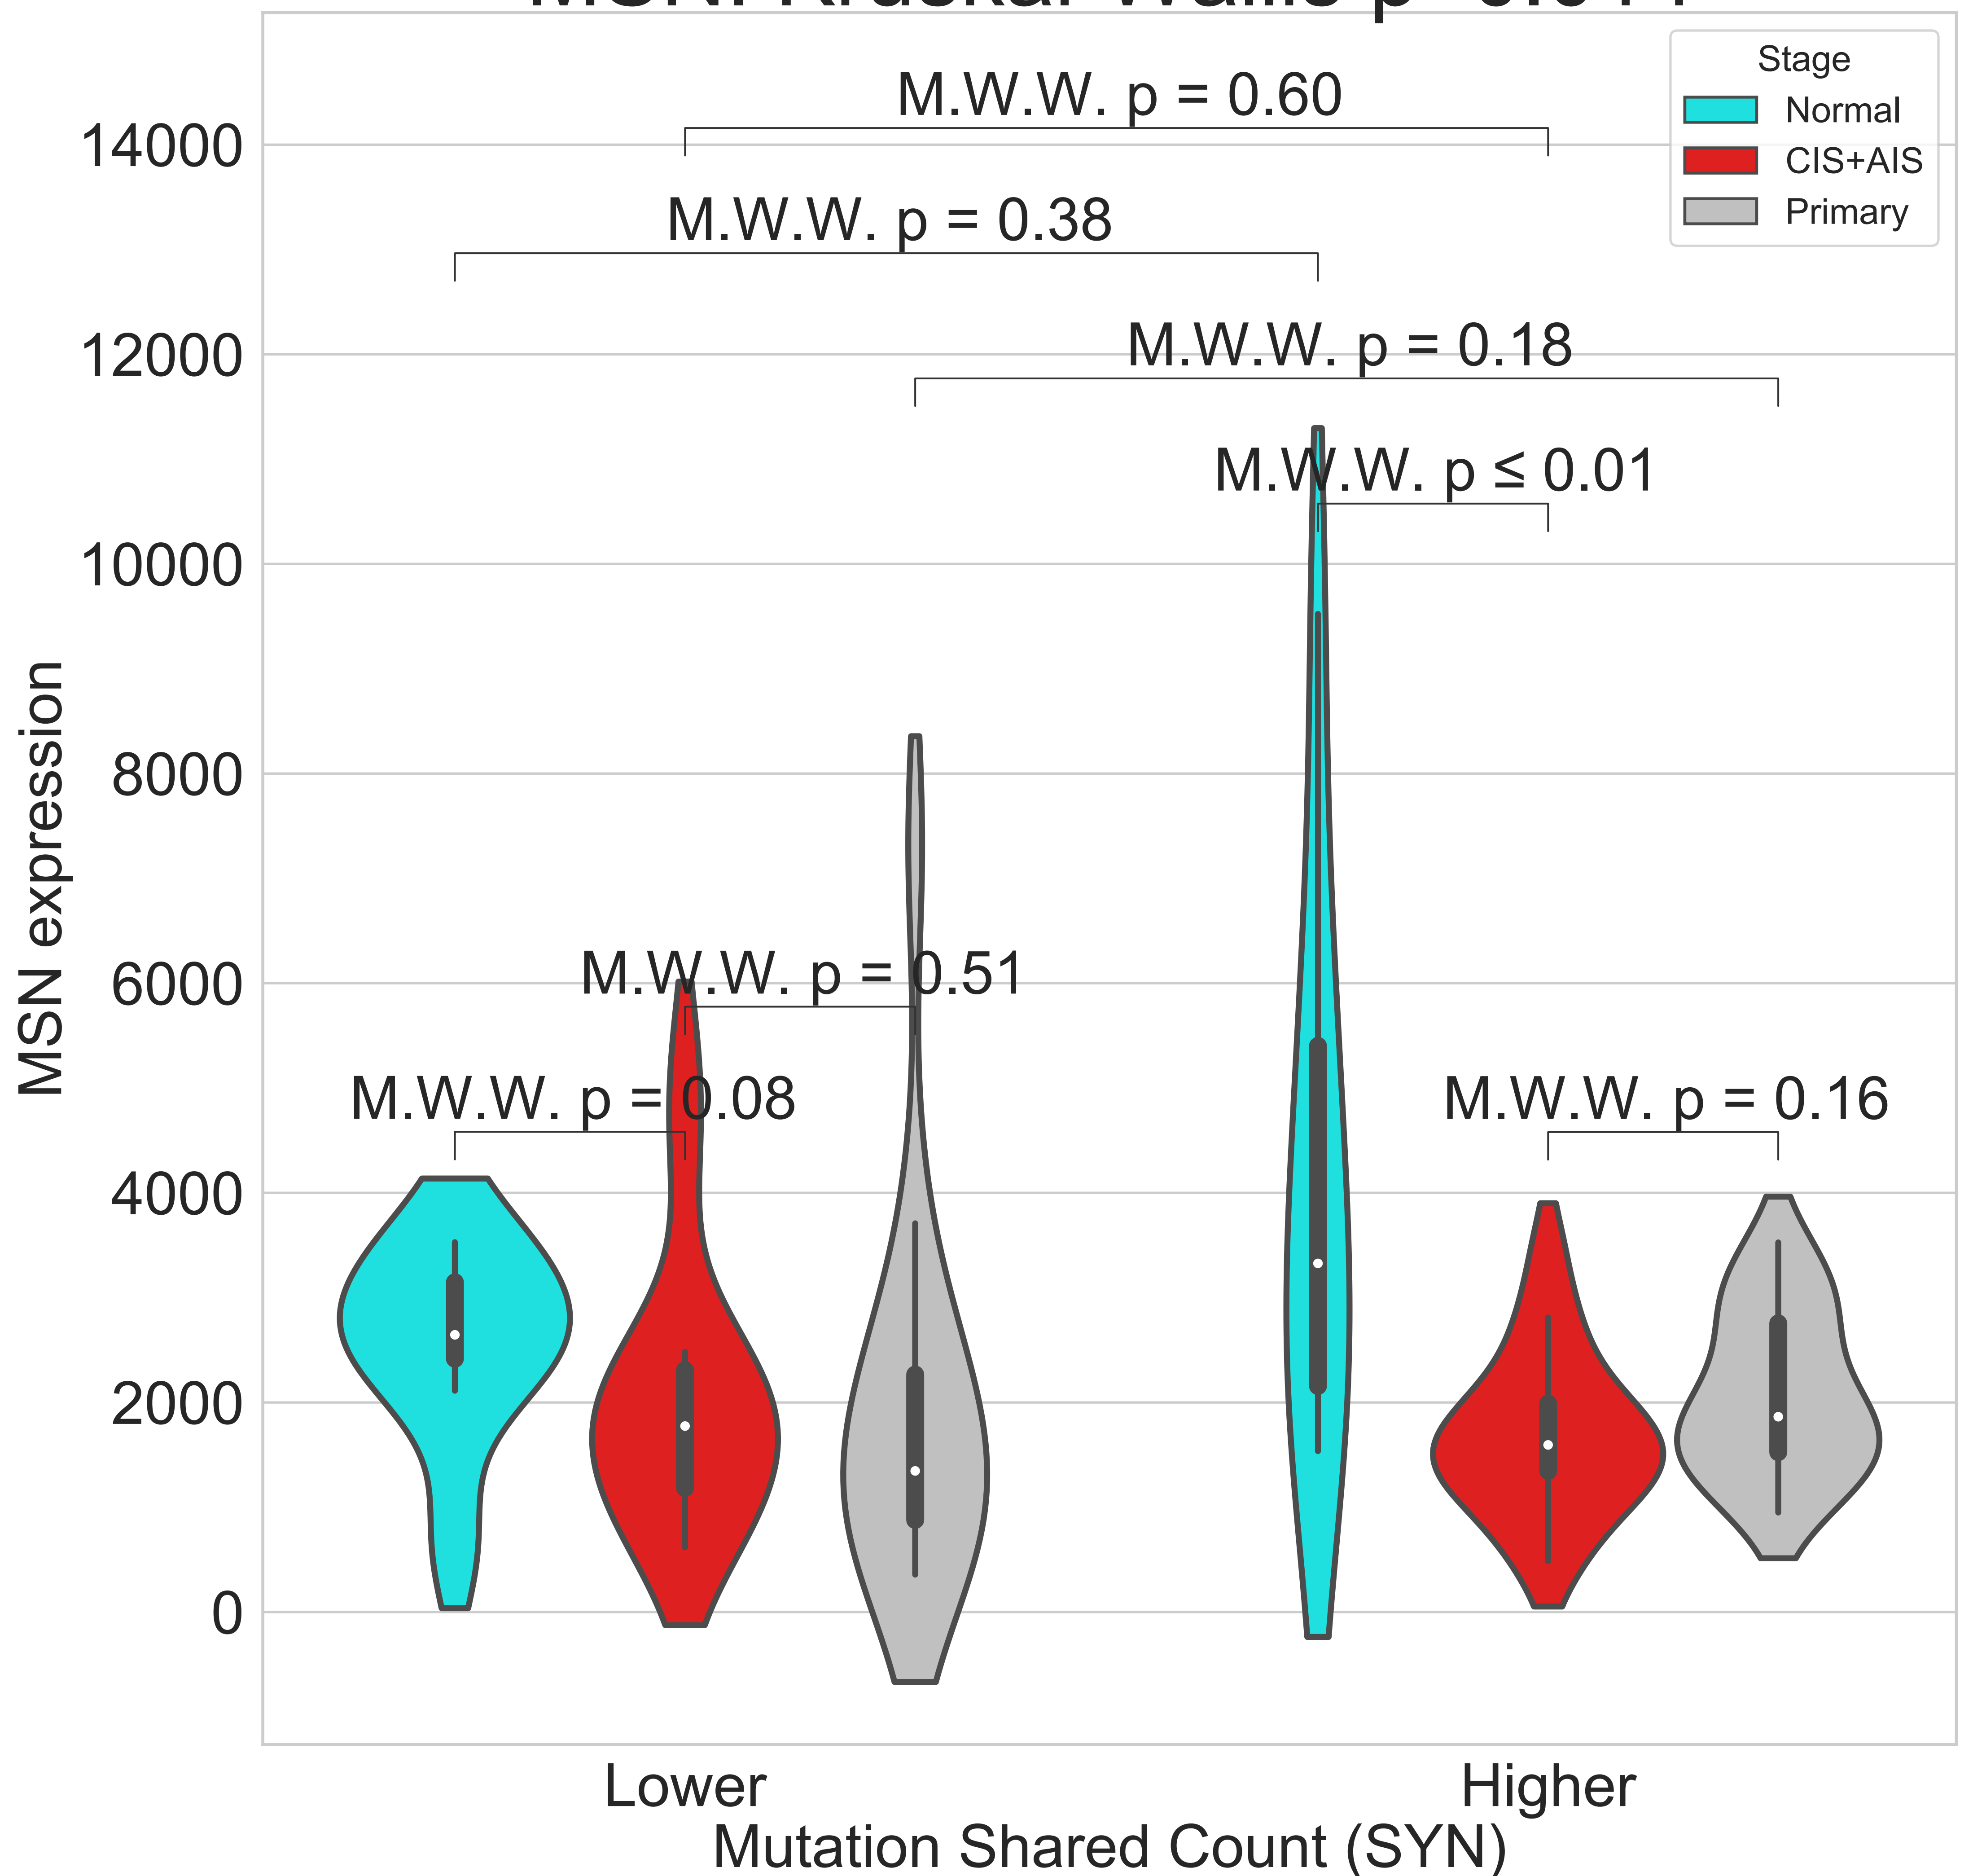 Stage
Normal
CIS+AIS
Primary
M.W.W. p = 0.60
M.W.W. p = 0.38
M.W.W. p = 0.18
M.W.W. p ≤ 0.01
M.W.W. p = 0.51
M.W.W. p = 0.08
M.W.W. p = 0.16
14000
12000
10000
8000
6000
4000
2000
0
MSN expression
Lower
Higher
Mutation Shared Count (SYN)